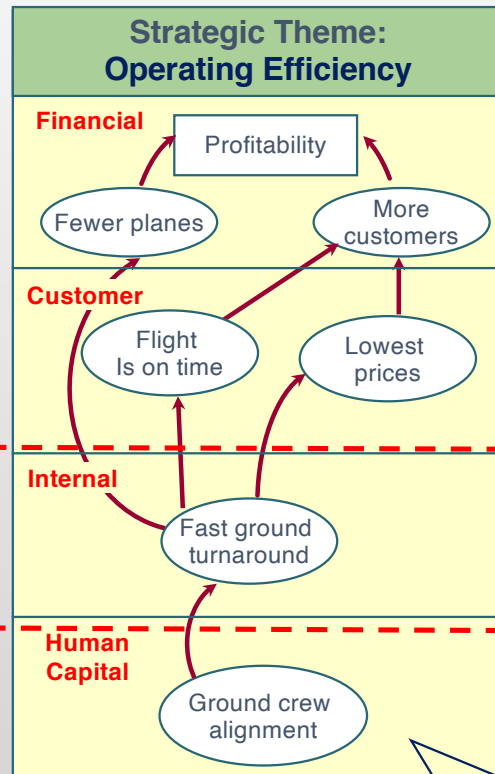 Strategic Theme:
Operating Efficiency
Financial
Profitability
Fewer planes
More
customers
Customer
Flight
Is on time
Lowest
prices
Internal
Fast ground
turnaround
Human
Capital
Ground crew
alignment